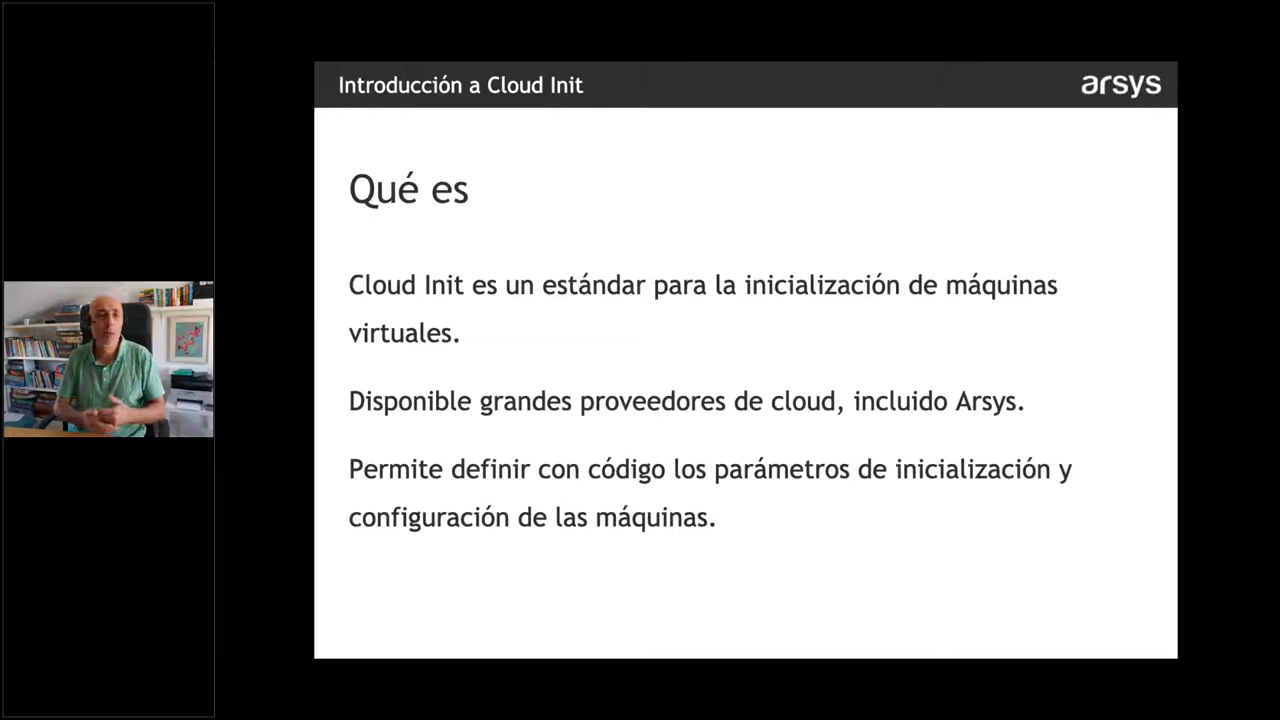 Introducción a Cloud Init
arsys
Qué es
Cloud Init es un estándar para la inicialización de máquinas
virtuales.
Disponible grandes proveedores de cloud, incluido Arsys.
Permite definir con código los parámetros de inicialización y
configuración de las máquinas.